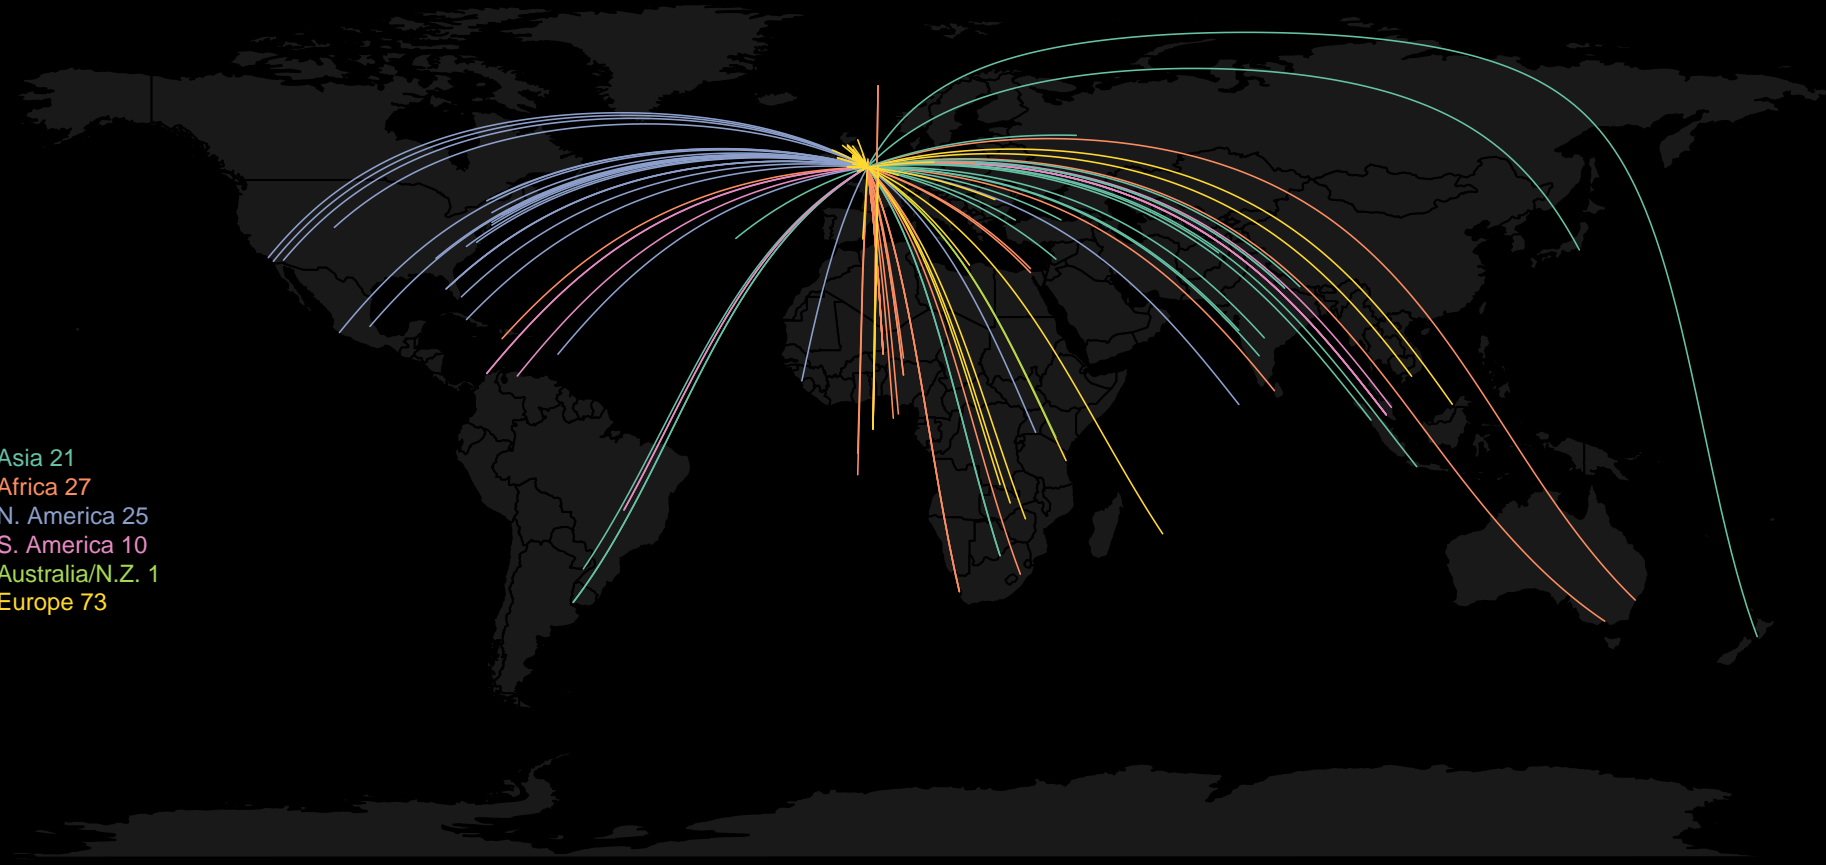 Asia 21
Africa 27
N. America 25
S. America 10
Australia/N.Z. 1
Europe 73